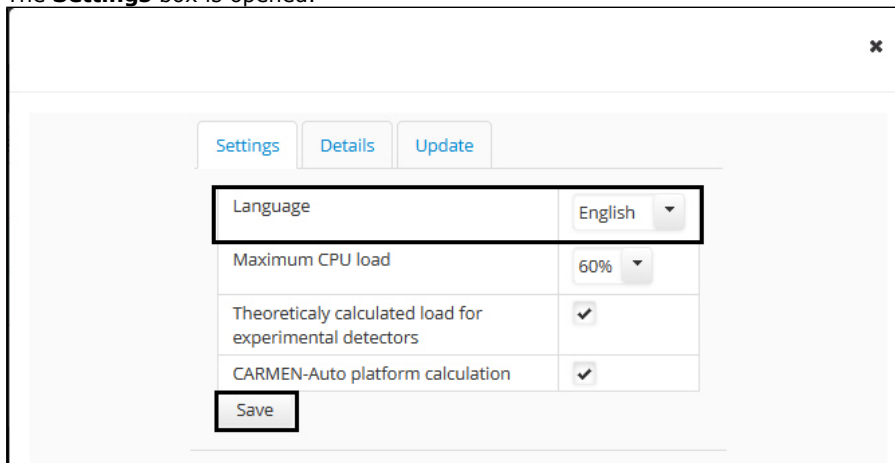 The Settings box is opened.
Settings
Details
Update
Language
English
Maximum CPU load
60%
Theoreticaly calculated load for
experimental detectors
CARMEN-Auto platform calculation
Save